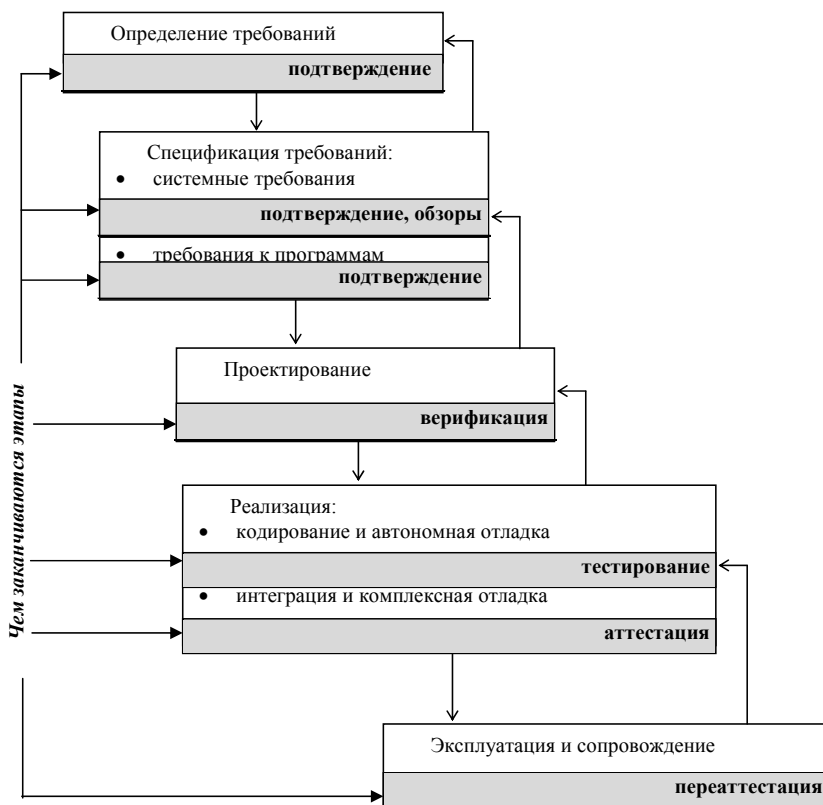 Определение требований
подтверждение
Спецификация требований:
• системные требования
подтверждение, обзоры
• требования к программам
подтверждение
Проектирование
верификация
Чем заканчиваются этапы
Реализация:
• кодирование и автономная отладка
тестирование
• интеграция и комплексная отладка
аттестация
Эксплуатация и сопровождение
переаттестация